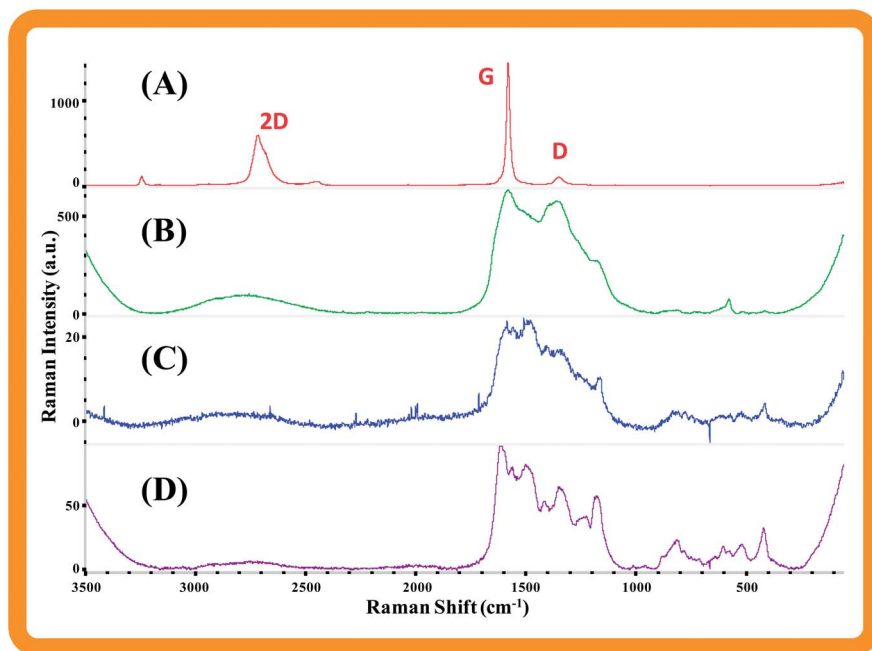 (A)
1000
2D
G
D
0
(B)
500
0
(C)
20
0
(D)
50
0
3500 3000 2500 2000 1500 1000 500
Raman Shift (cm⁻¹)
Raman Intensity (a.u.)